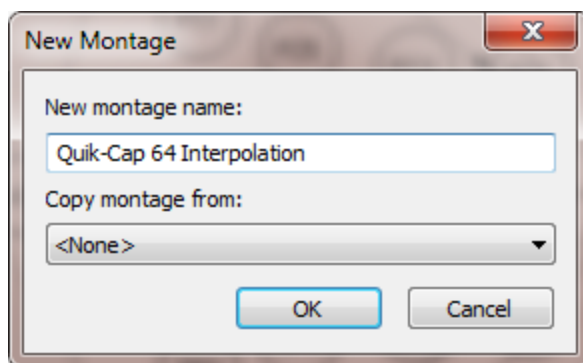 New Montage
New montage name:
Quik-Cap 64 Interpolation
Copy montage from:
<None>
OK
Cancel